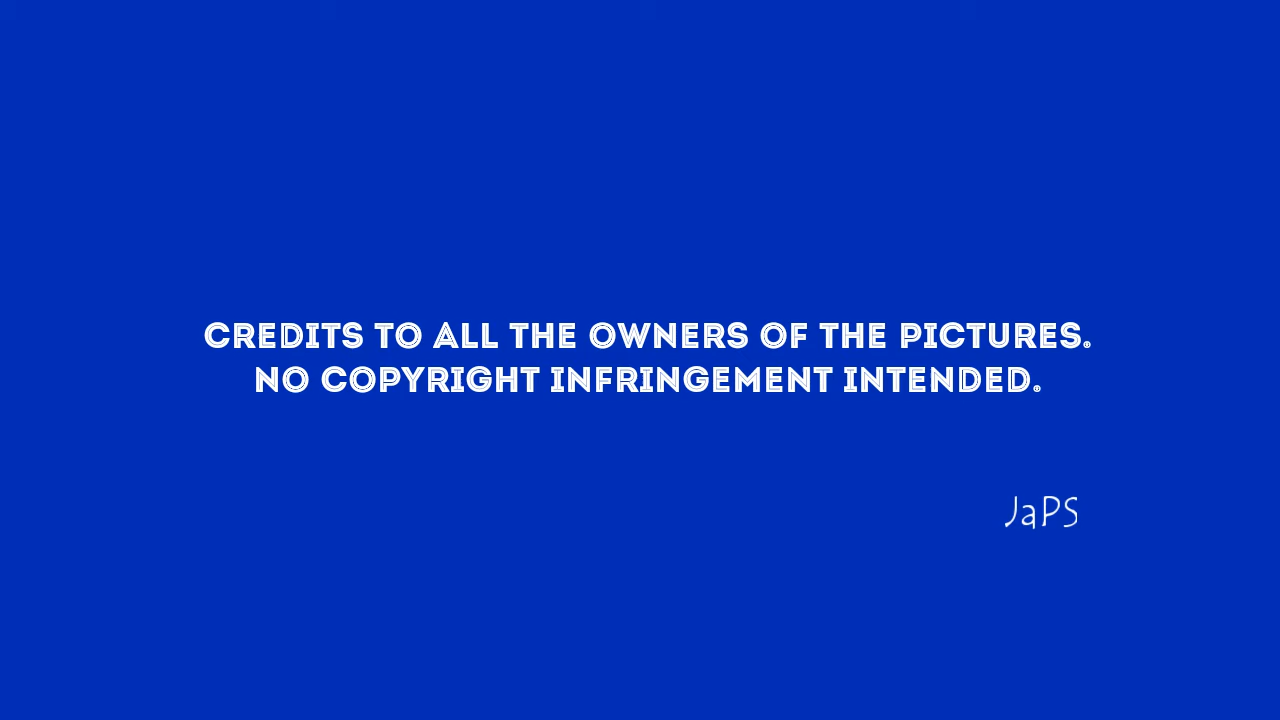 CREDITS TO ALL THE OWNERS OF THE PICTURES.
NO COPYRIGHT INFRINGEMENT INTENDED.
JaPS